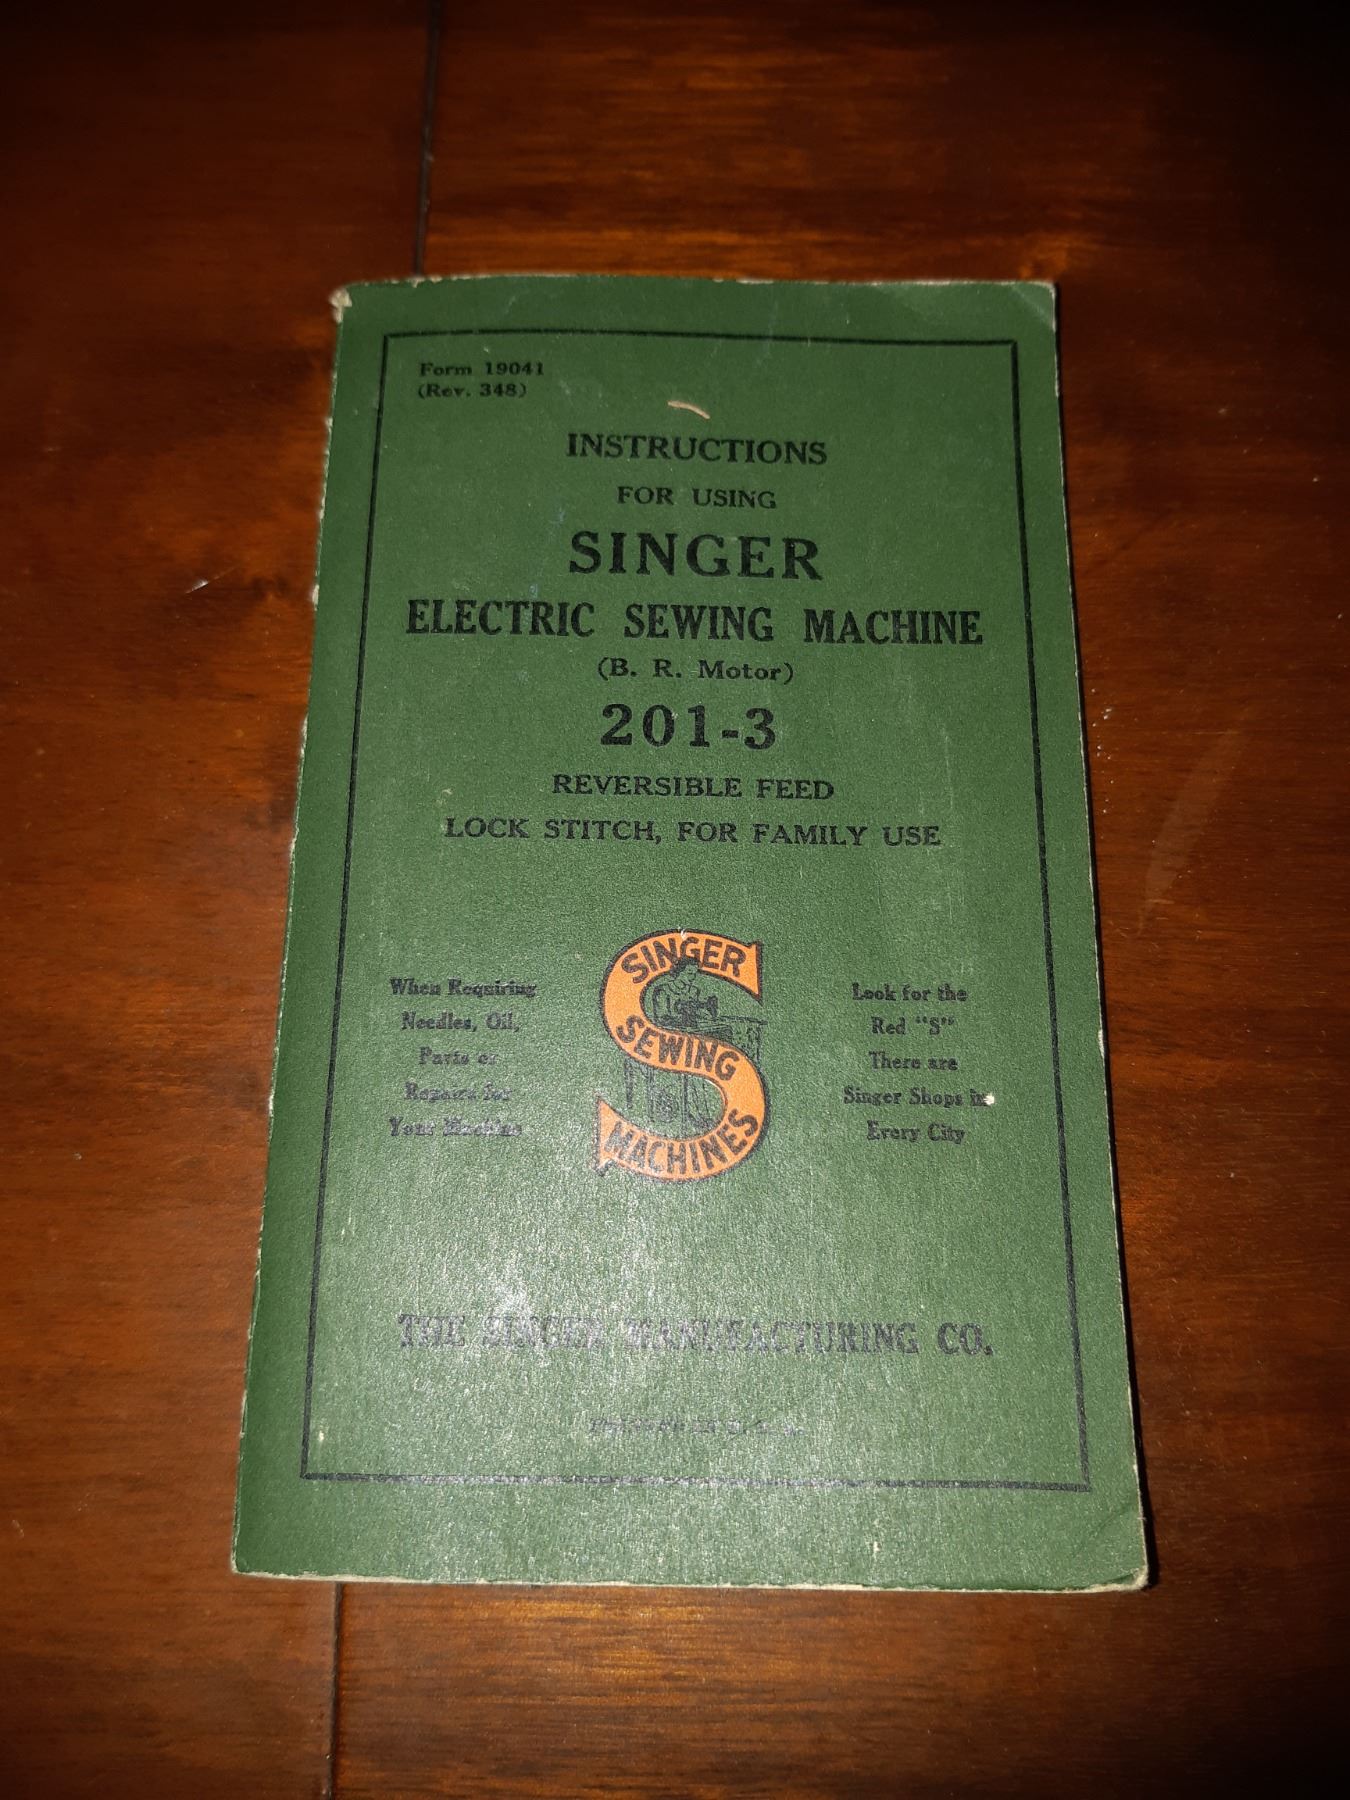 Form 19041
(Rev. 348)
INSTRUCTIONS
FOR USING
SINGER
ELECTRIC SEWING MACHINE
(B. R. Motor)
201-3
REVERSIBLE FEED
LOCK STITCH, FOR FAMILY USE
When Requiring
Needles, Oil,
Parts or
Repairs for
Your Machine
SINGER
SEWING
MACHINES
Look for the
Red "S"
There are
Singer Shops in
Every City
THE SINGER MANUFACTURING CO.